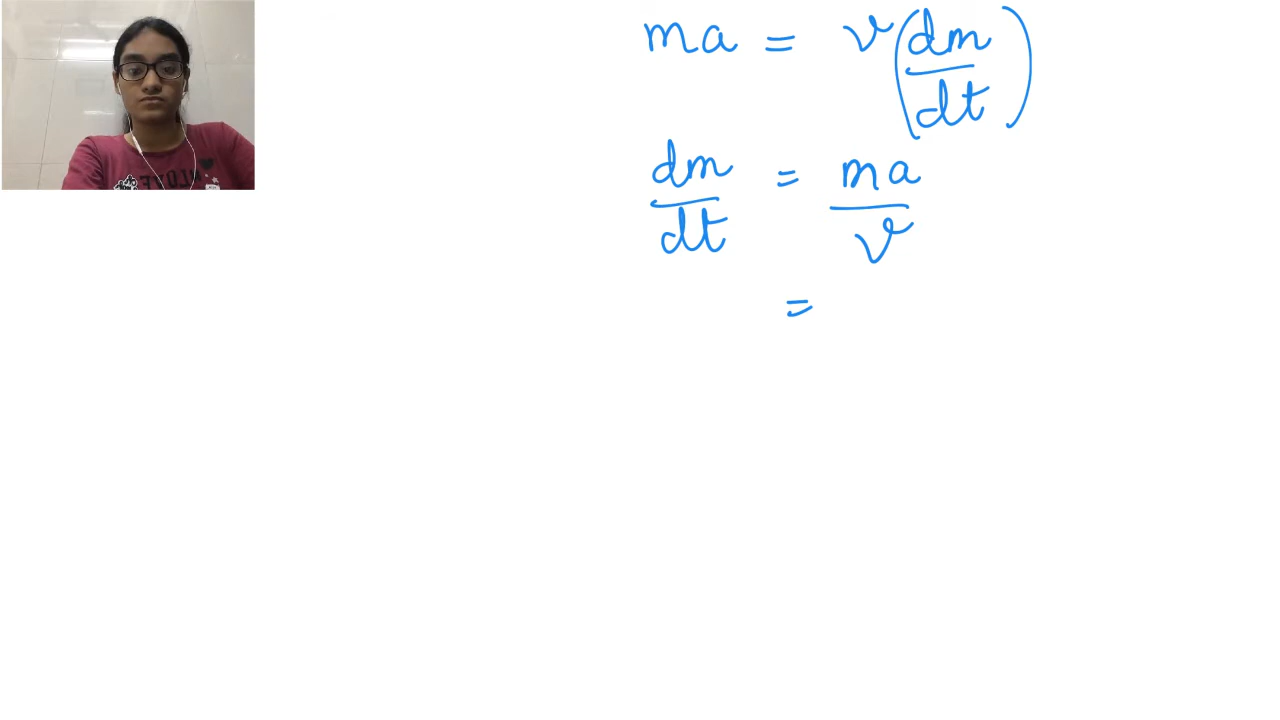 ma = v(dm/dt)
dm/dt = ma/v
=